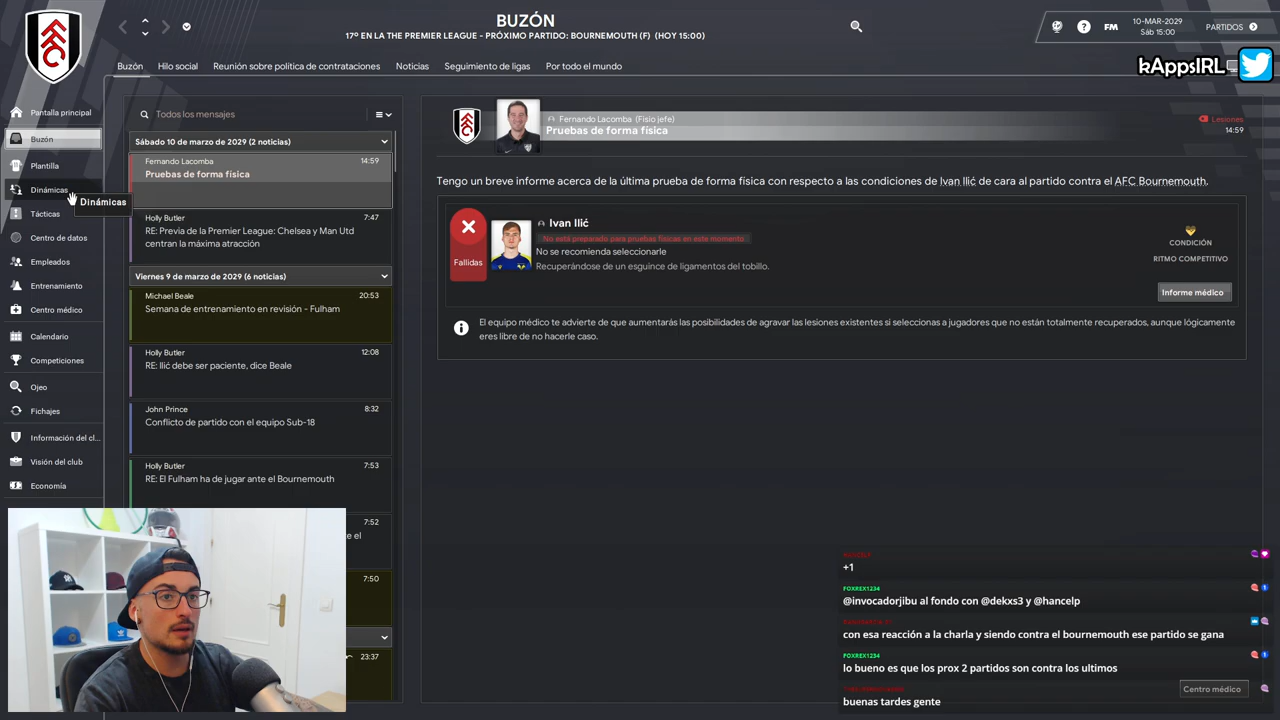 BUZÓN
17º EN LA THE PREMIER LEAGUE - PRÓXIMO PARTIDO: BOURNEMOUTH (F) (HOY 15:00)
FM
10-MAR-2029
Sáb 15:00
PARTIDOS
kAppsIRL
Buzón
Hilo social
Reunión sobre política de contrataciones
Noticias
Seguimiento de ligas
Por todo el mundo
Pantalla principal
Buzón
Plantilla
Dinámicas
Dinámicas
Tácticas
Centro de datos
Empleados
Entrenamiento
Centro médico
Calendario
Competiciones
Ojeo
Fichajes
Información del cl...
Visión del club
Economía
Todos los mensajes
Sábado 10 de marzo de 2029 (2 noticias)
Fernando Lacomba 14:59
Pruebas de forma física
Holly Butler 7:47
RE: Previa de la Premier League: Chelsea y Man Utd
centran la máxima atracción
Viernes 9 de marzo de 2029 (6 noticias)
Michael Beale 20:53
Semana de entrenamiento en revisión - Fulham
Holly Butler 12:08
RE: Ilić debe ser paciente, dice Beale
John Prince 8:32
Conflicto de partido con el equipo Sub-18
Holly Butler 7:53
RE: El Fulham ha de jugar ante el Bournemouth
7:52
e el
7:50
23:37
Fernando Lacomba (Fisio jefe)
Pruebas de forma física
Lesiones
14:59
Tengo un breve informe acerca de la última prueba de forma física con respecto a las condiciones de Ivan Ilić de cara al partido contra el AFC Bournemouth.
Fallidas
Ivan Ilić
No está preparado para pruebas físicas en este momento
No se recomienda seleccionarle
Recuperándose de un esguince de ligamentos del tobillo.
CONDICIÓN
RITMO COMPETITIVO
Informe médico
El equipo médico te advierte de que aumentarás las posibilidades de agravar las lesiones existentes si seleccionas a jugadores que no están totalmente recuperados, aunque lógicamente
eres libre de no hacerle caso.
+1
FOXREX1234
@invocadorjibu al fondo con @dekxs3 y @hancelp
con esa reacción a la charla y siendo contra el bournemouth ese partido se gana
FOXREX1234
lo bueno es que los prox 2 partidos son contra los ultimos
Centro médico
buenas tardes gente